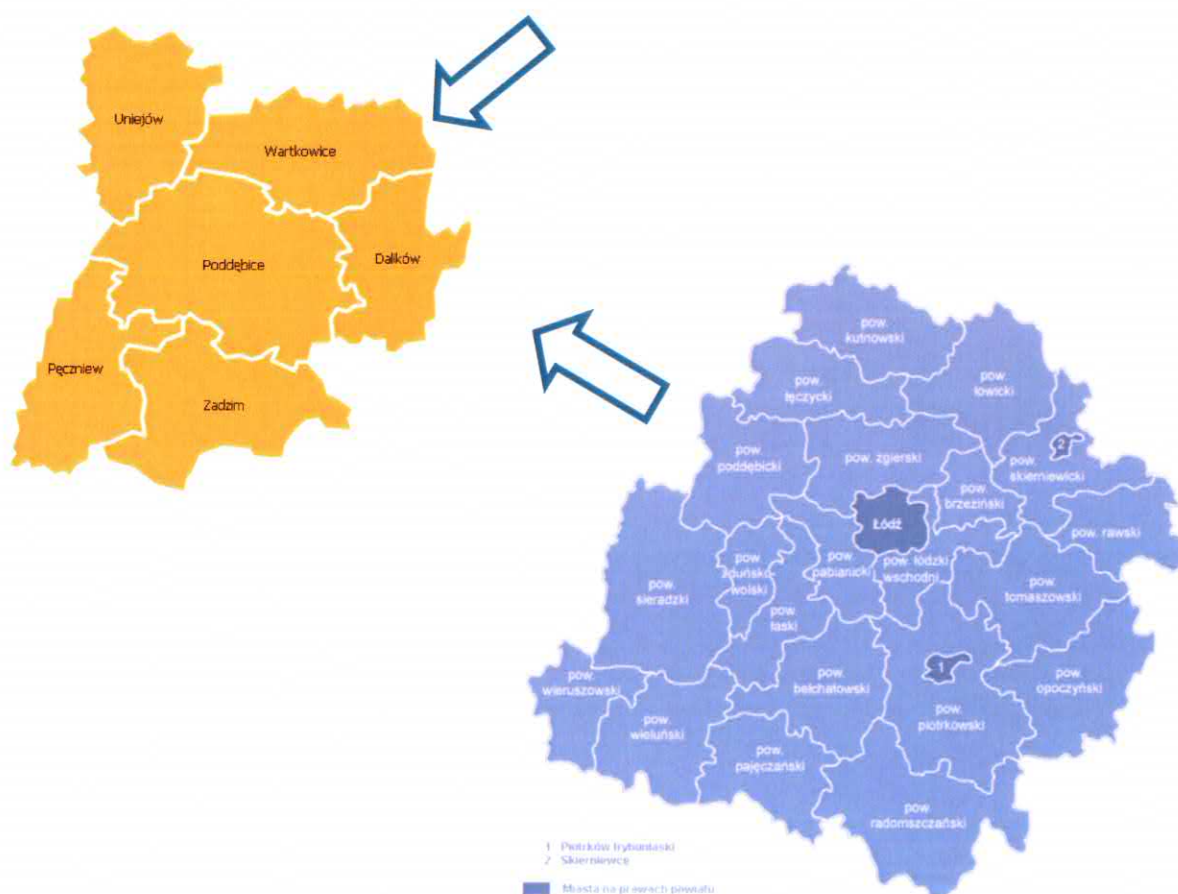 Uniejów
Wartkowice
Poddębice
Dalików
Pęczniew
Zadzim
pow.
kutnowski
pow.
łęczycki
pow.
łowicki
pow.
poddębicki
pow. zgierski
2
pow.
skierniewicki
pow.
brzeziński
Łódź
pow. rawski
pow.
sieradzki
pow.
zduńsko-
wolski
pow.
pabianicki
pow. łódzki
wschodni
pow.
tomaszowski
pow.
łaski
pow.
wieruszowski
pow.
bełchatowski
1
pow.
opoczyński
pow.
wieluński
pow.
piotrkowski
pow.
pajęczański
pow.
radomszczański
1 Piotrków Trybunalski
2 Skierniewice
Miasta na prawach powiatu